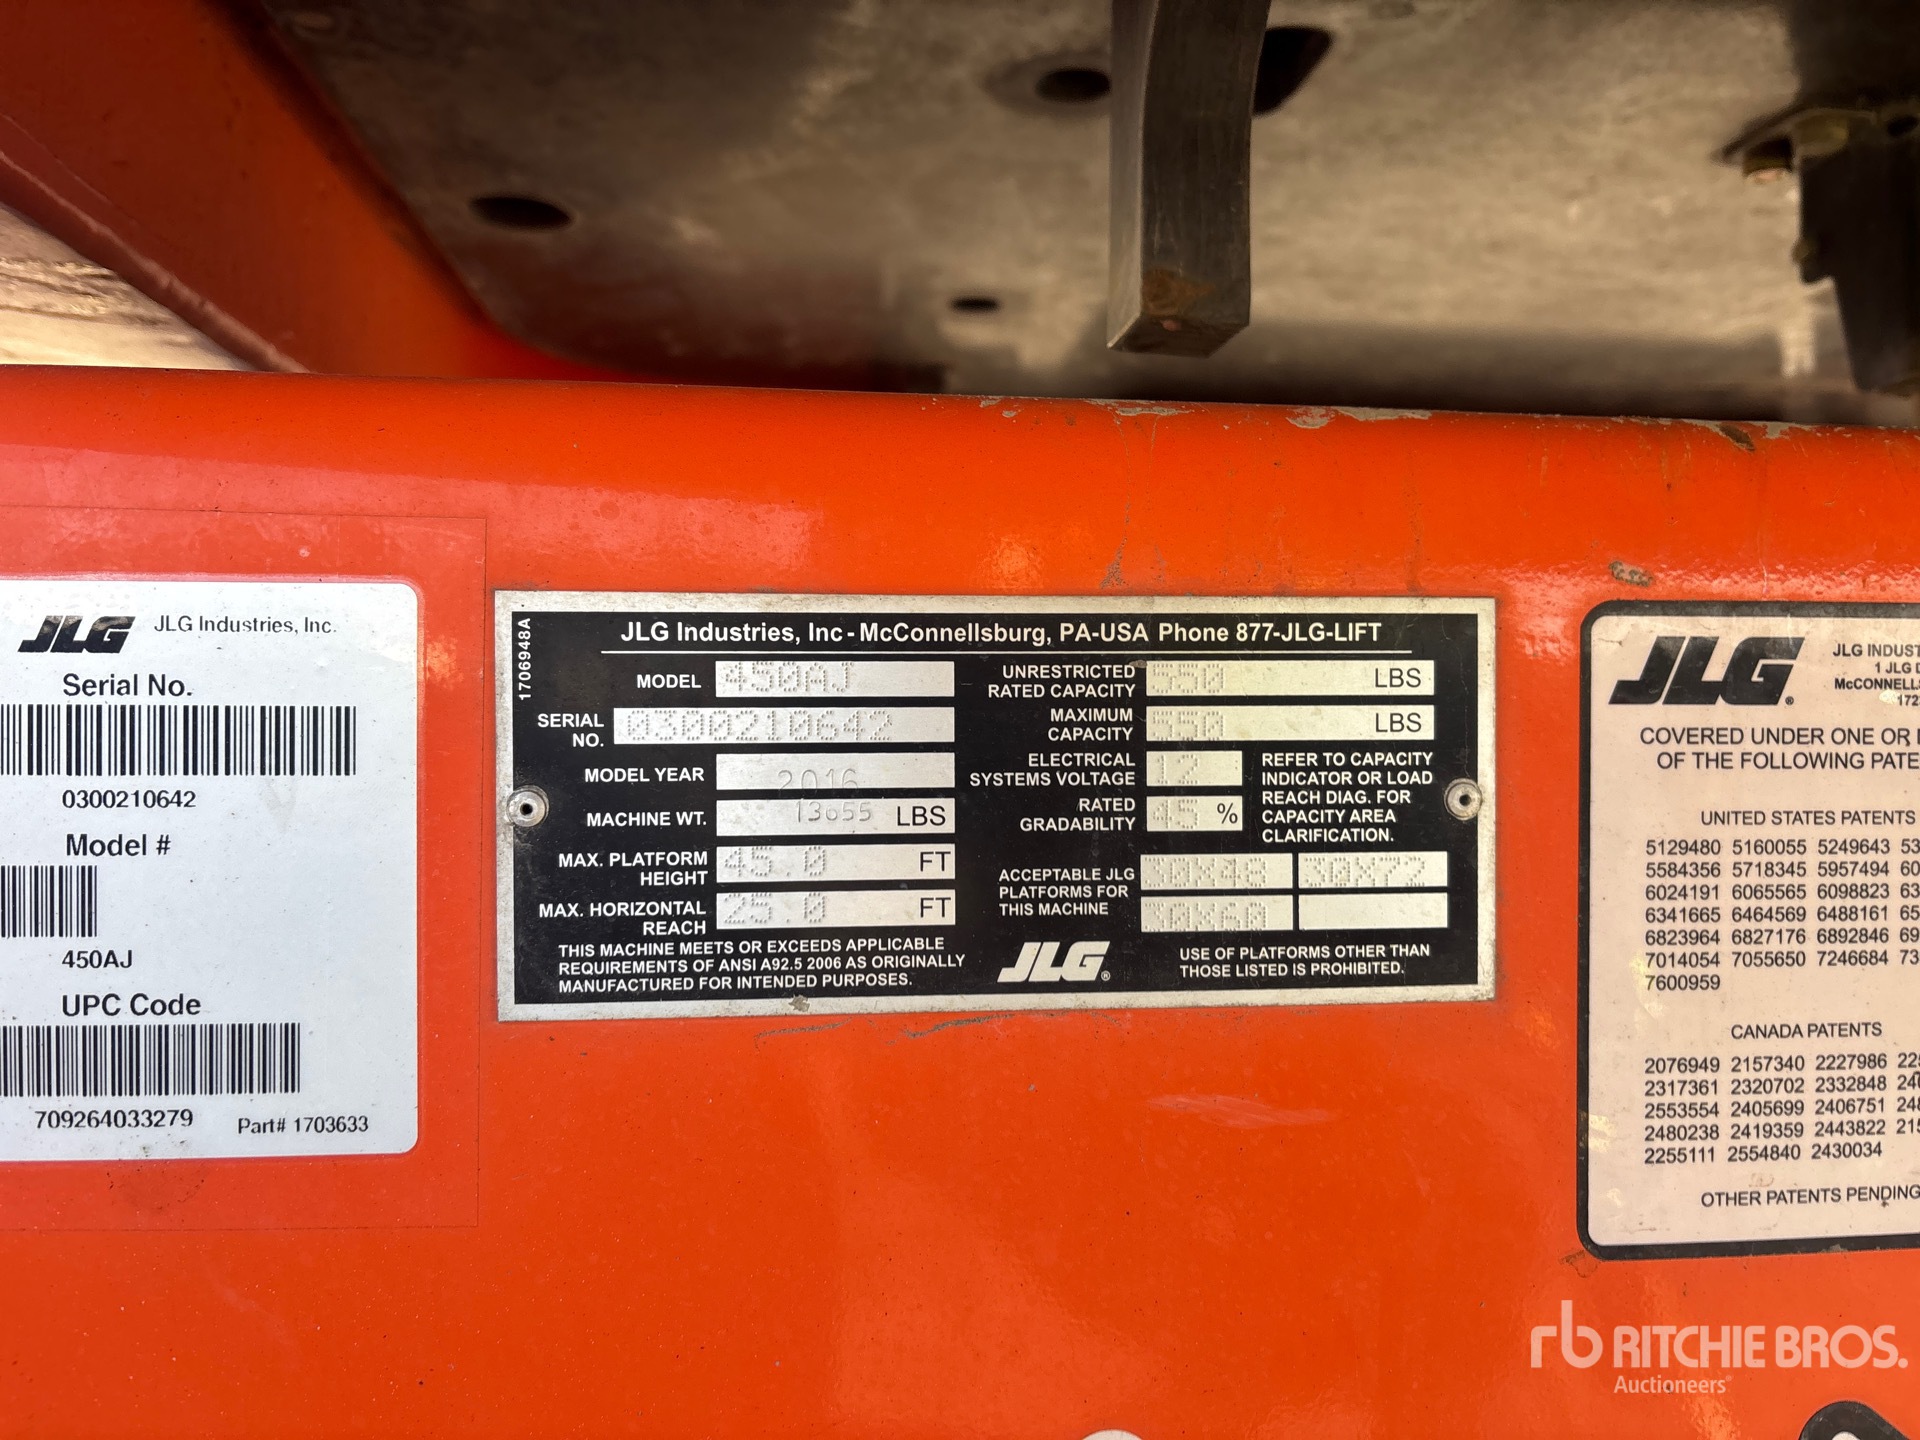 JLG JLG Industries, Inc.
Serial No.
0300210642
Model #
450AJ
UPC Code
709264033279 Part# 1703633
1706948A
JLG Industries, Inc - McConnellsburg, PA-USA Phone 877-JLG-LIFT
MODEL 450AJ
SERIAL NO. 0300210642
MODEL YEAR 2016
MACHINE WT. 13655 LBS
MAX. PLATFORM HEIGHT 45.0 FT
MAX. HORIZONTAL REACH 25.0 FT
THIS MACHINE MEETS OR EXCEEDS APPLICABLE
REQUIREMENTS OF ANSI A92.5 2006 AS ORIGINALLY
MANUFACTURED FOR INTENDED PURPOSES.
UNRESTRICTED RATED CAPACITY 550 LBS
MAXIMUM CAPACITY 550 LBS
ELECTRICAL SYSTEMS VOLTAGE 12
RATED GRADABILITY 45 %
REFER TO CAPACITY
INDICATOR OR LOAD
REACH DIAG. FOR
CAPACITY AREA
CLARIFICATION.
ACCEPTABLE JLG
PLATFORMS FOR
THIS MACHINE
30X48 30X72
30X60
JLG®
USE OF PLATFORMS OTHER THAN
THOSE LISTED IS PROHIBITED.
JLG®
JLG
1 JLG
COVERED UNDER ONE OR
OF THE FOLLOWING
UNITED STATES PATENTS
5129480 5160055 5249643
5584356 5718345 5957494
6024191 6065565 6098823
6341665 6464569 6488161
6823964 6827176 6892846
7014054 7055650 7246684
7600959
CANADA PATENTS
2076949 2157340 2227986
2317361 2320702 2332848
2553554 2405699 2406751
2480238 2419359 2443822
2255111 2554840 2430034
OTHER PATENTS PENDING
rb RITCHIE BROS.
Auctioneers